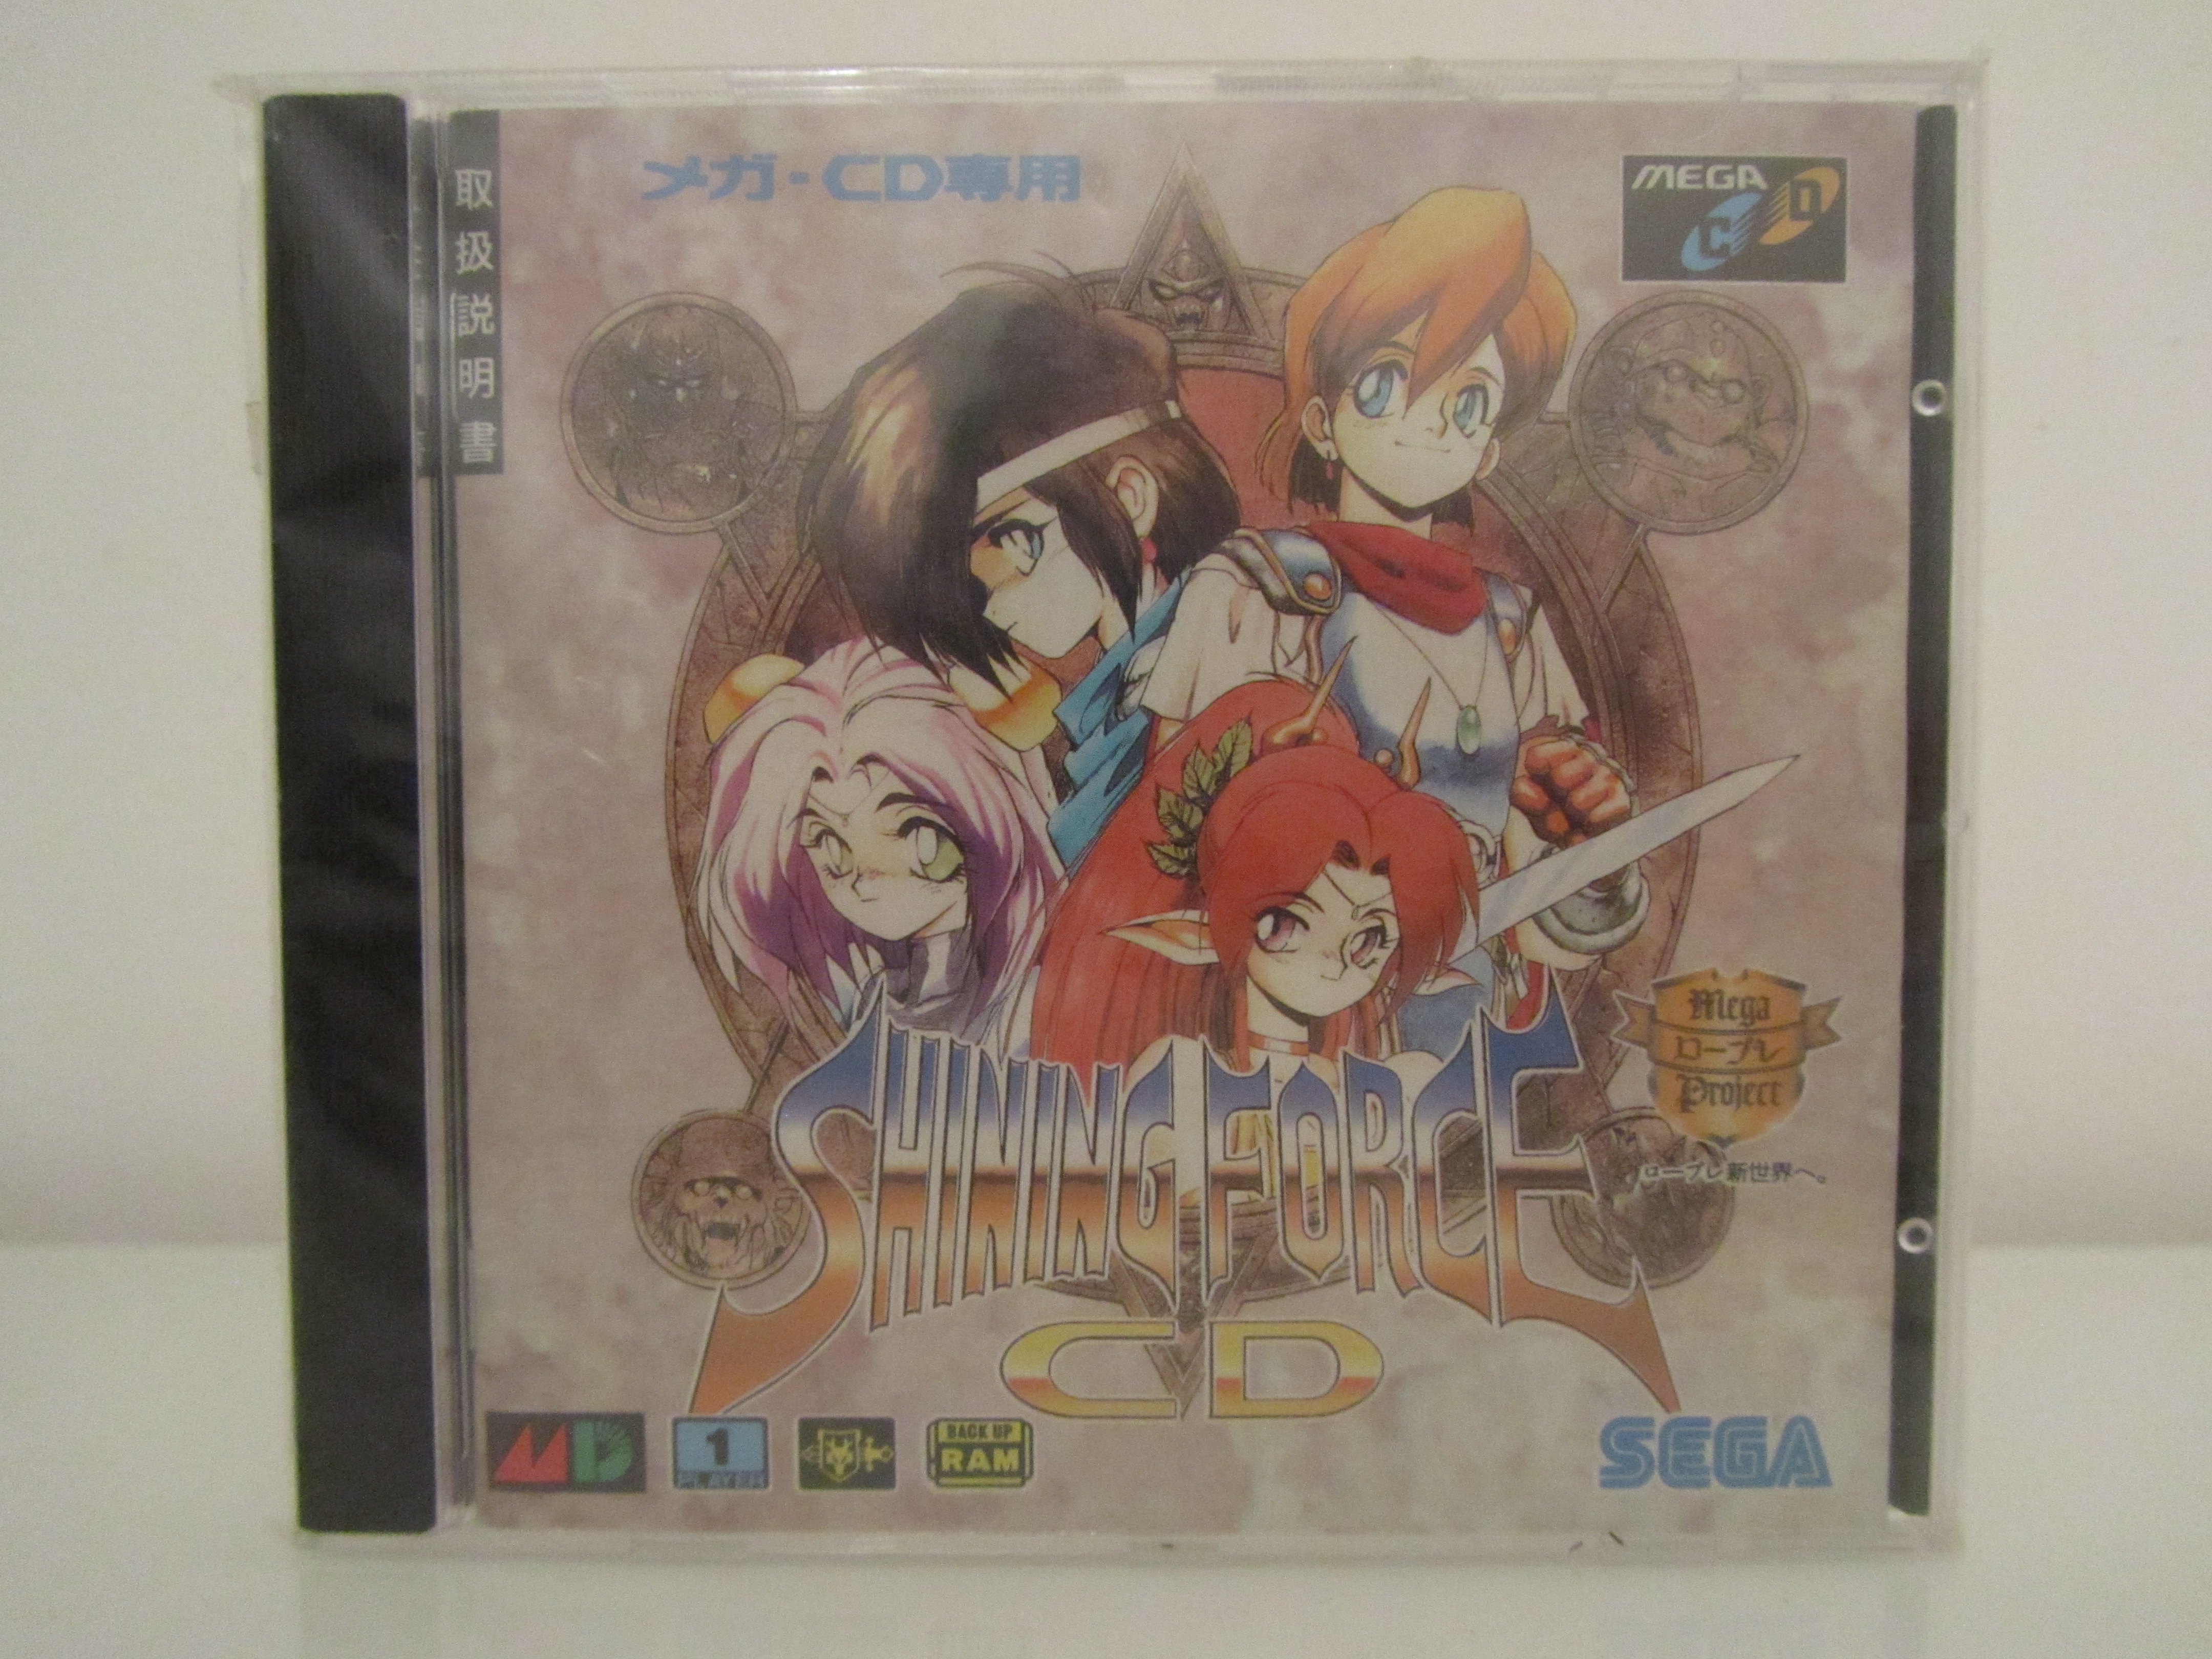 取扱説明書
メガ・CD専用
MEGA
CD
Mega
ロープレ
Project
ロープレ新世界へ。
SHINING FORCE
CD
MD
1
PLAYER
BACK UP
RAM
SEGA